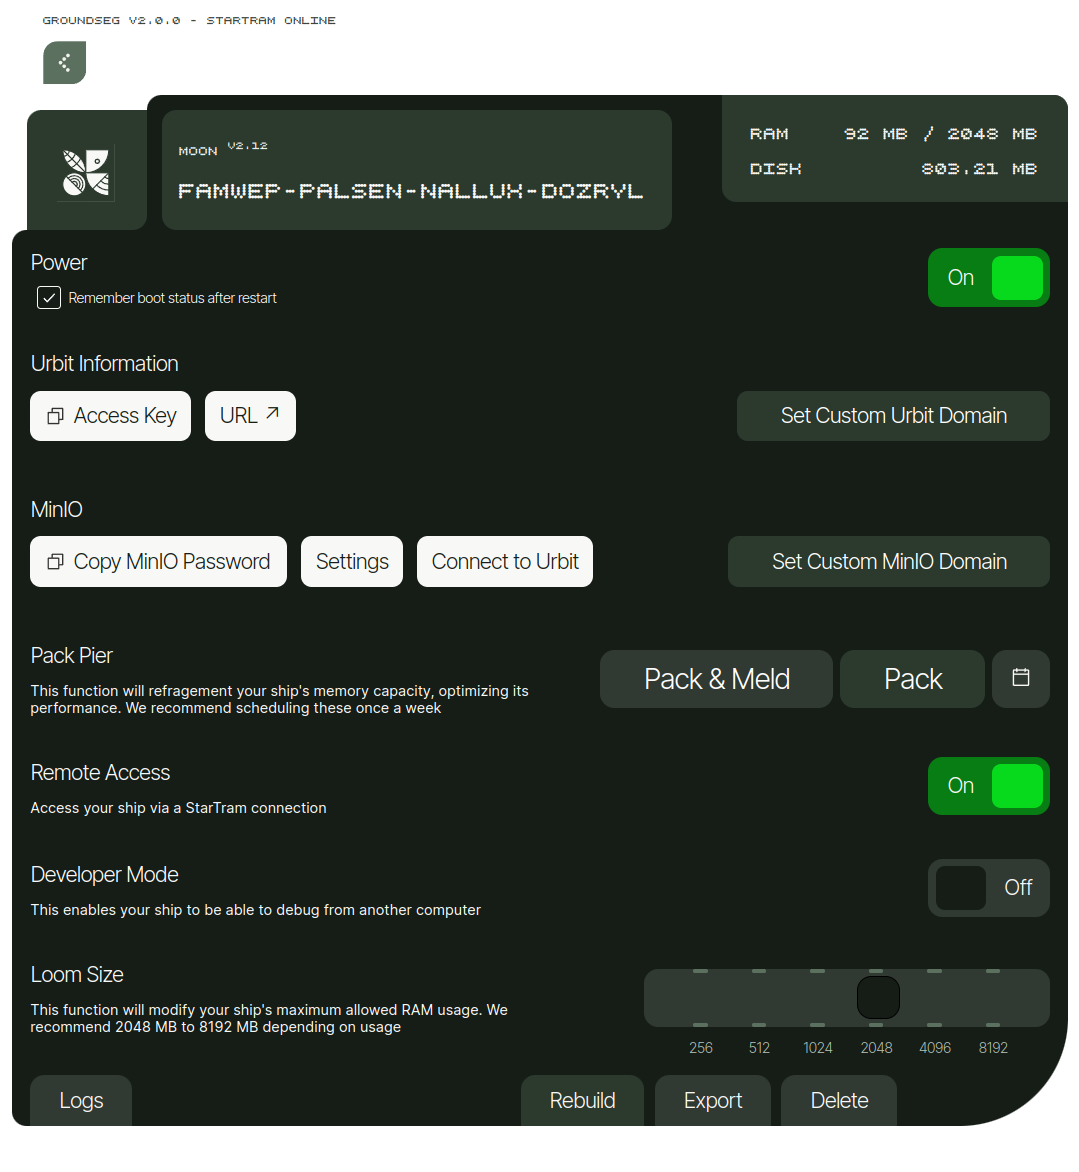 GROUNDSEG V2.0.0 - STARTRAM ONLINE
MOON V2.12
FAMWEP-PALSEN-NALLUX-DOZRYL
RAM 92 MB / 2048 MB
DISK 803.21 MB
Power
On
Remember boot status after restart
Urbit Information
Access Key URL Set Custom Urbit Domain
MinIO
Copy MinIO Password Settings Connect to Urbit Set Custom MinIO Domain
Pack Pier
This function will refragement your ship's memory capacity, optimizing its
performance. We recommend scheduling these once a week
Pack & Meld Pack
Remote Access
Access your ship via a StarTram connection
On
Developer Mode
This enables your ship to be able to debug from another computer
Off
Loom Size
This function will modify your ship's maximum allowed RAM usage. We
recommend 2048 MB to 8192 MB depending on usage
256 512 1024 2048 4096 8192
Logs Rebuild Export Delete